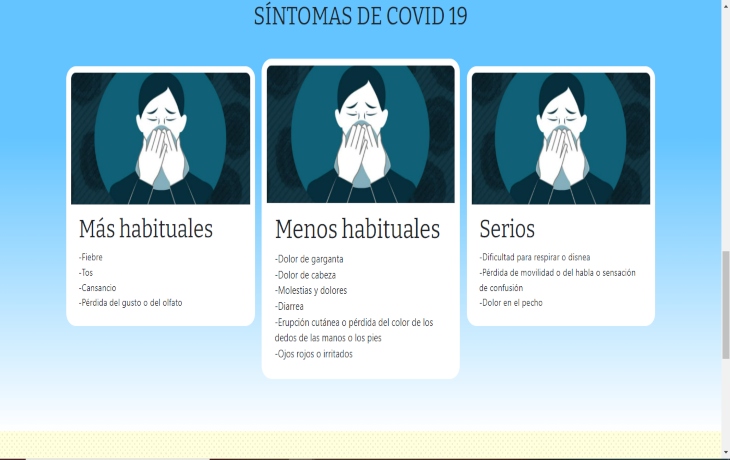 SÍNTOMAS DE COVID 19
Más habituales
-Fiebre
-Tos
-Cansancio
-Pérdida del gusto o del olfato
Menos habituales
-Dolor de garganta
-Dolor de cabeza
-Molestias y dolores
-Diarrea
-Erupción cutánea o pérdida del color de los
dedos de las manos o los pies
-Ojos rojos o irritados
Serios
-Dificultad para respirar o disnea
-Pérdida de movilidad o del habla o sensación
de confusión
-Dolor en el pecho